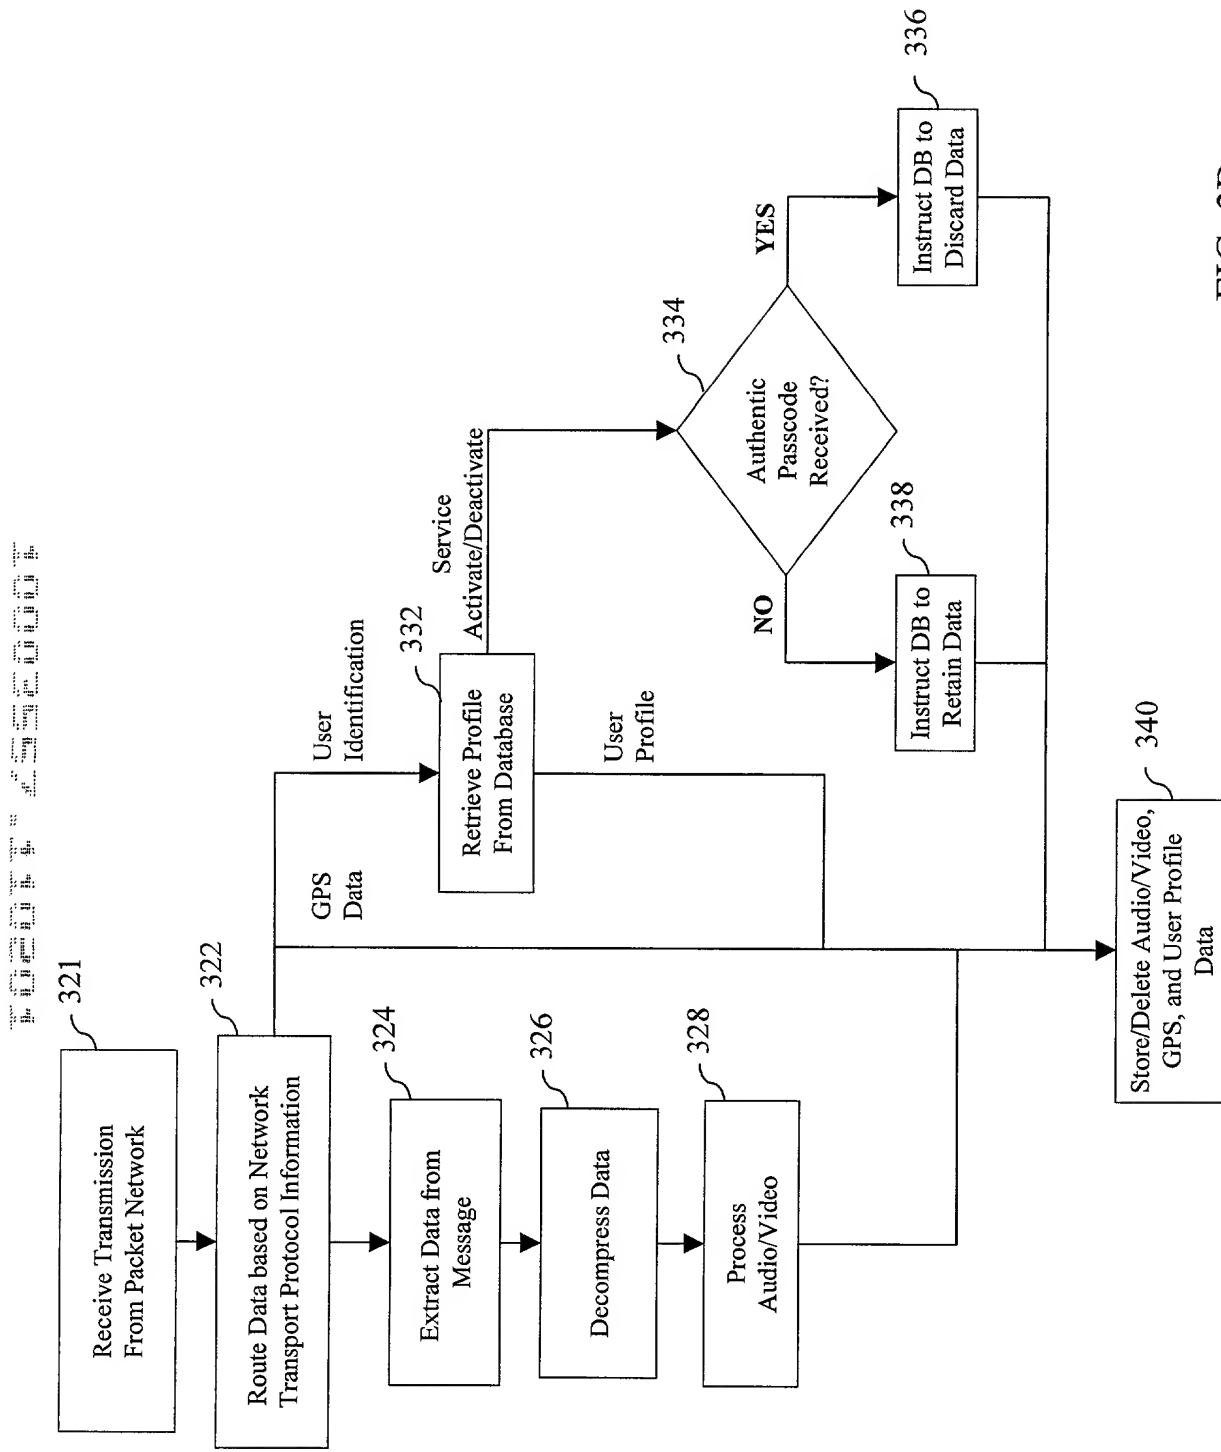 321
Receive Transmission
From Packet Network
322
Route Data based on Network
Transport Protocol Information
324
Extract Data from
Message
326
Decompress Data
328
Process
Audio/Video
GPS
Data
User
Identification
332
Retrieve Profile
From Database
User
Profile
Service
Activate/Deactivate
334
Authentic
Passcode
Received?
NO
YES
338
Instruct DB to
Retain Data
336
Instruct DB to
Discard Data
340
Store/Delete Audio/Video,
GPS, and User Profile
Data